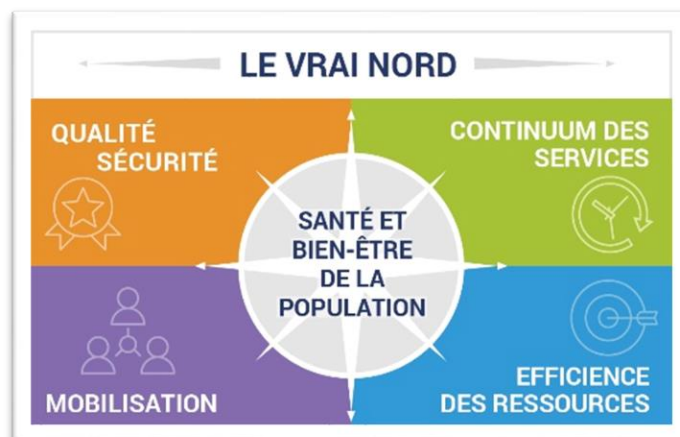 LE VRAI NORD
QUALITÉ
SÉCURITÉ
CONTINUUM DES
SERVICES
SANTÉ ET
BIEN-ÊTRE
DE LA
POPULATION
MOBILISATION
EFFICIENCE
DES RESSOURCES